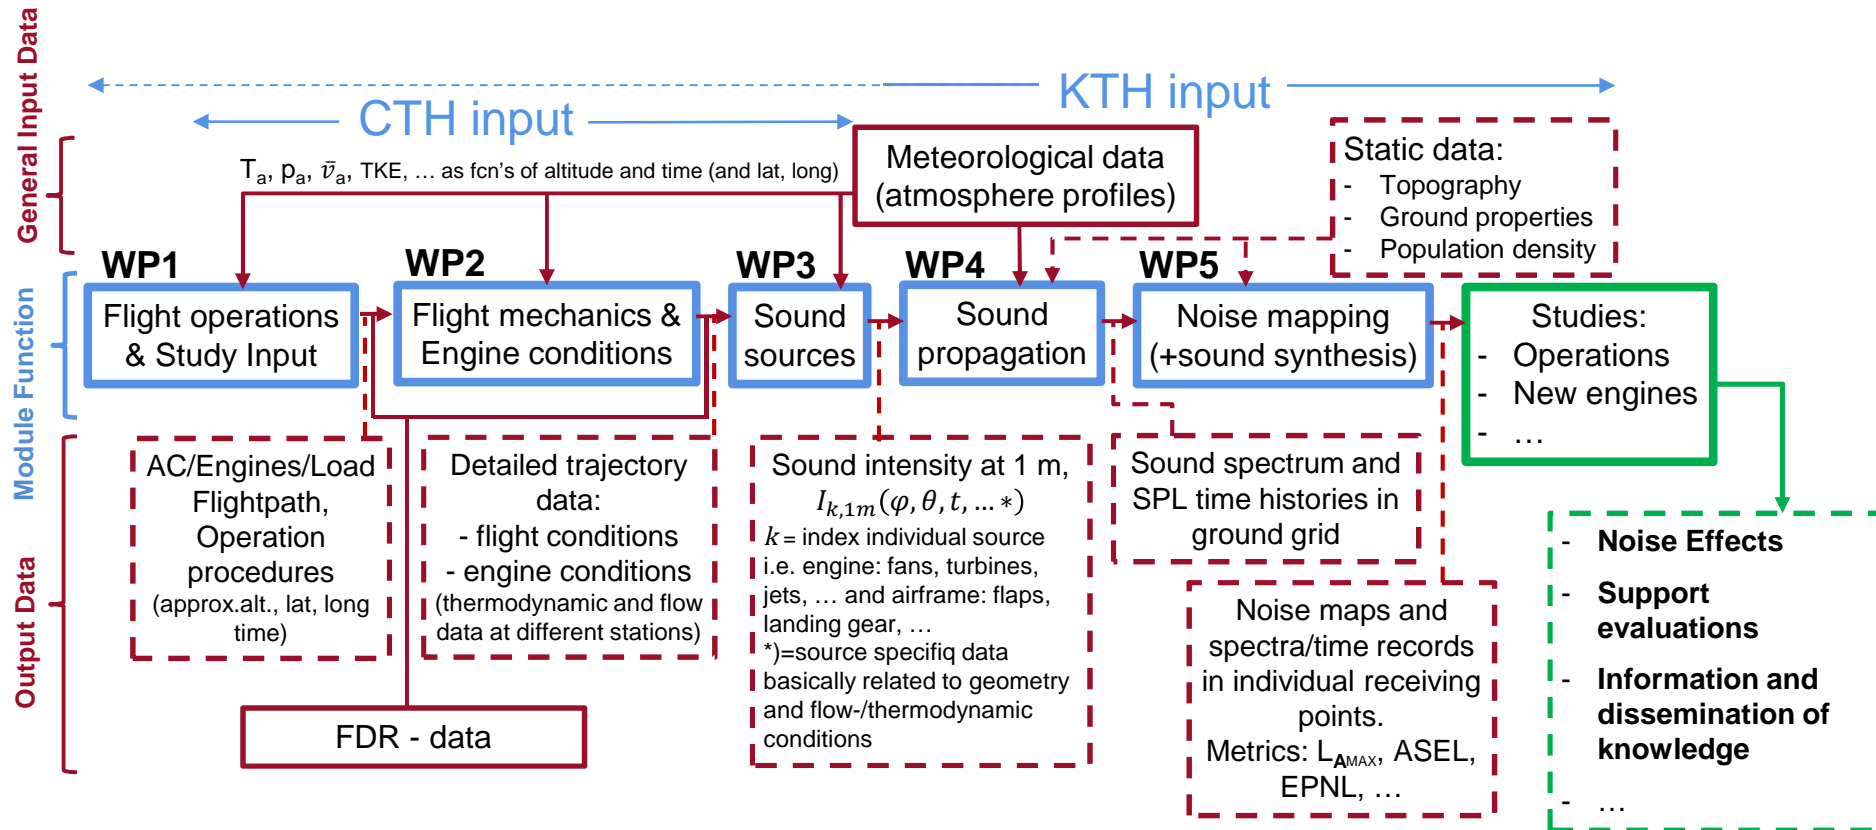 General Input Data
Module Function
Output Data
KTH input
CTH input
Tₐ, pₐ, v̄ₐ, TKE, … as fcn's of altitude and time (and lat, long)
Meteorological data
(atmosphere profiles)
Static data:
- Topography
- Ground properties
- Population density
WP1
Flight operations
& Study Input
WP2
Flight mechanics &
Engine conditions
WP3
Sound
sources
WP4
Sound
propagation
WP5
Noise mapping
(+sound synthesis)
Studies:
- Operations
- New engines
- …
AC/Engines/Load
Flightpath,
Operation
procedures
(approx.alt., lat, long
time)
Detailed trajectory
data:
- flight conditions
- engine conditions
(thermodynamic and flow
data at different stations)
FDR - data
Sound intensity at 1 m,
I_{k,1m}(φ, θ, t, … *)
k = index individual source
i.e. engine: fans, turbines,
jets, … and airframe: flaps,
landing gear, …
*)=source specifiq data
basically related to geometry
and flow-/thermodynamic
conditions
Sound spectrum and
SPL time histories in
ground grid
Noise maps and
spectra/time records
in individual receiving
points.
Metrics: L_AMAX, ASEL,
EPNL, …
- Noise Effects
- Support
evaluations
- Information and
dissemination of
knowledge
- …